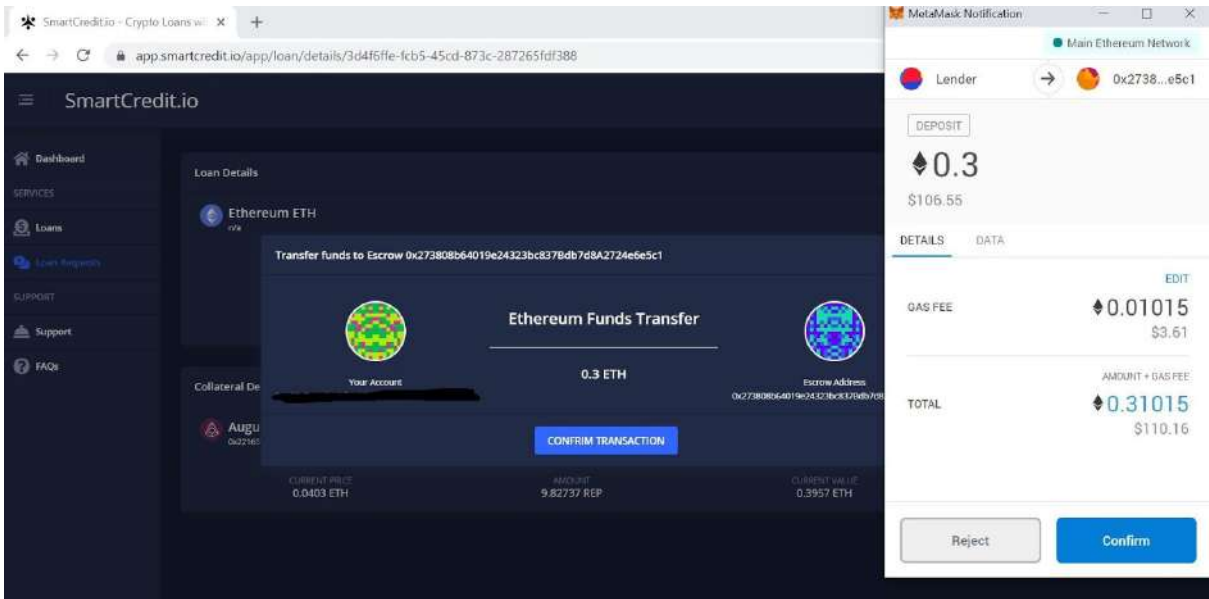 SmartCredit.io - Crypto Loans wi
app.smartcredit.io/app/loan/details/3d4f6ffe-fcb5-45cd-873c-287265fdf388
SmartCredit.io
Dashboard
SERVICES
Loans
Loan Requests
SUPPORT
Support
FAQs
Loan Details
Ethereum ETH
n/a
Transfer funds to Escrow 0x273808b64019e24323bc837Bdb7d8A2724e6e5c1
Ethereum Funds Transfer
0.3 ETH
Your Account
Escrow Address
CONFRIM TRANSACTION
Collateral De
Augu
CURRENT PRICE
0.0403 ETH
AMOUNT
9.82737 REP
CURRENT VALUE
0.3957 ETH
MetaMask Notification
Main Ethereum Network
Lender
0x2738...e5c1
DEPOSIT
0.3
$106.55
DETAILS DATA
EDIT
GAS FEE
0.01015
$3.61
AMOUNT + GAS FEE
TOTAL
0.31015
$110.16
Reject
Confirm